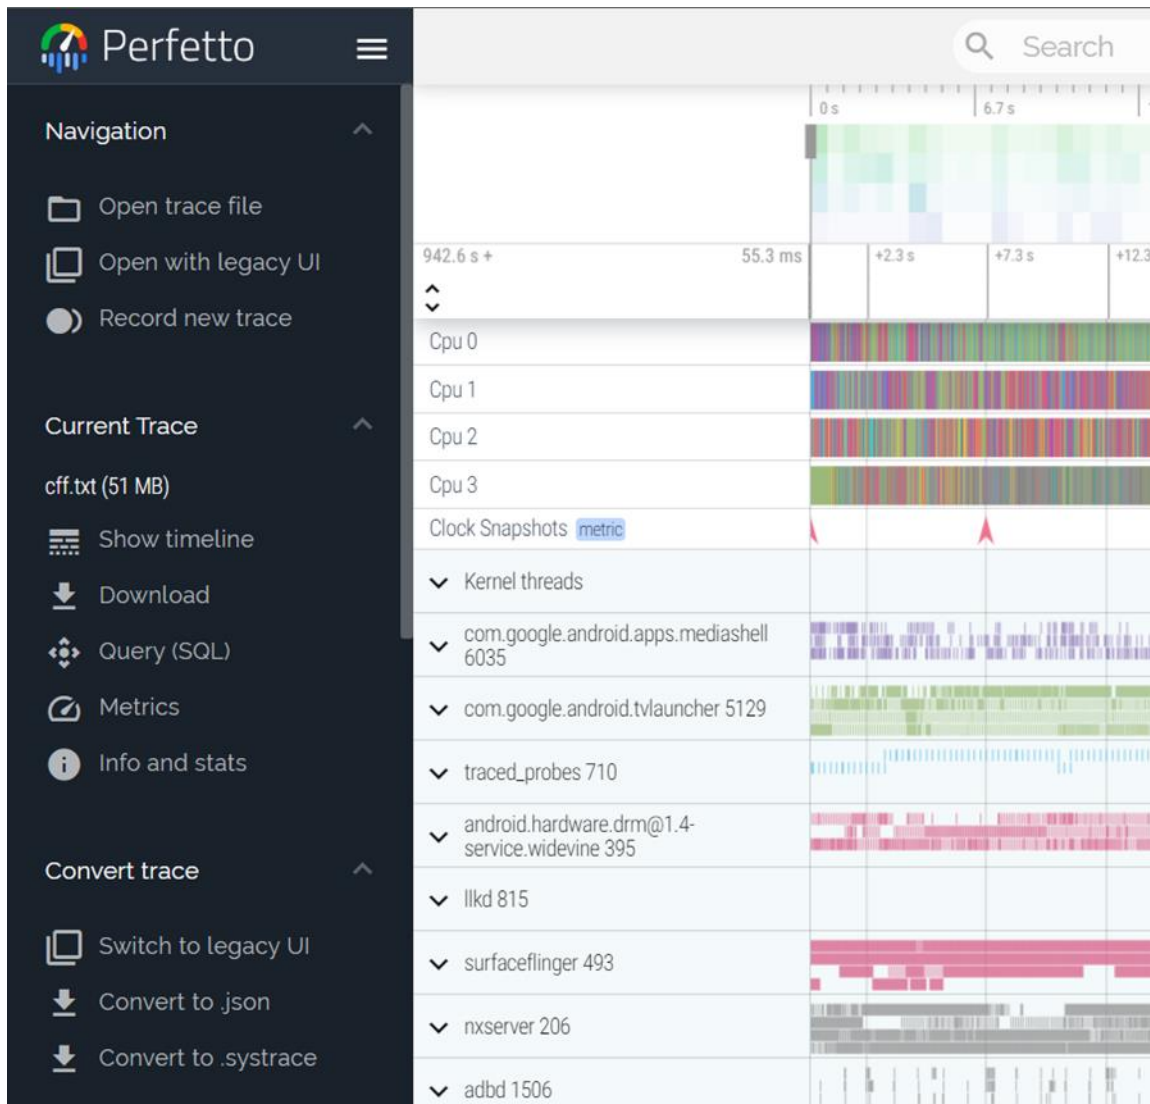 Perfetto
Search
Navigation
Open trace file
Open with legacy UI
Record new trace
Current Trace
cff.txt (51 MB)
Show timeline
Download
Query (SQL)
Metrics
Info and stats
Convert trace
Switch to legacy UI
Convert to .json
Convert to .systrace
0 s 6.7 s
942.6 s + 55.3 ms +2.3 s +7.3 s +12.3
Cpu 0
Cpu 1
Cpu 2
Cpu 3
Clock Snapshots metric
Kernel threads
com.google.android.apps.mediashell
6035
com.google.android.tvlauncher 5129
traced_probes 710
android.hardware.drm@1.4-
service.widevine 395
llkd 815
surfaceflinger 493
nxserver 206
adbd 1506